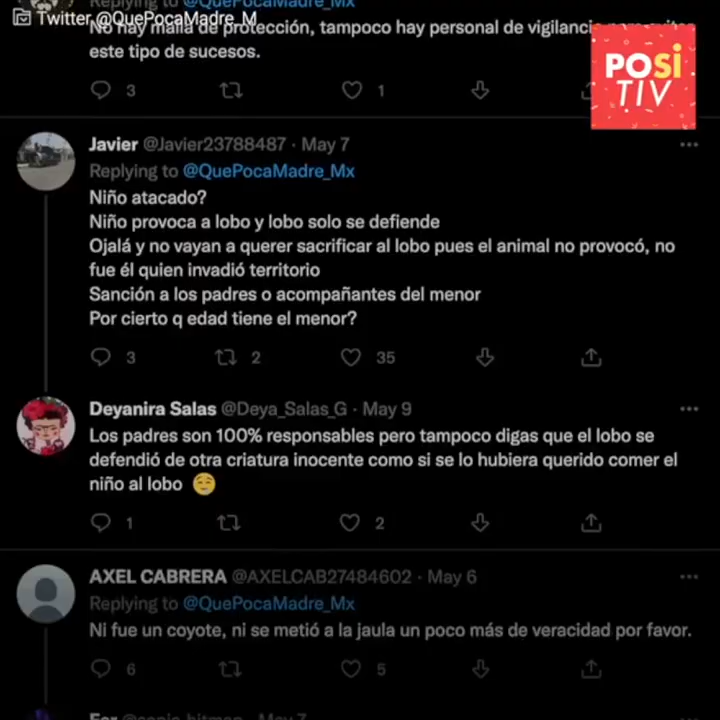 Replying to @QuePocaMadre_Mx
Twitter @QuePocaMadre_M
No hay malla de protección, tampoco hay personal de vigilancia
este tipo de sucesos.
3 1
POSiTIV
Javier @Javier23788487 · May 7
Replying to @QuePocaMadre_Mx
Niño atacado?
Niño provoca a lobo y lobo solo se defiende
Ojalá y no vayan a querer sacrificar al lobo pues el animal no provocó, no
fue él quien invadió territorio
Sanción a los padres o acompañantes del menor
Por cierto q edad tiene el menor?
3 2 35
Deyanira Salas @Deya_Salas_G · May 9
Los padres son 100% responsables pero tampoco digas que el lobo se
defendió de otra criatura inocente como si se lo hubiera querido comer el
niño al lobo 😌
1 2
AXEL CABRERA @AXELCAB27484602 · May 6
Replying to @QuePocaMadre_Mx
Ni fue un coyote, ni se metió a la jaula un poco más de veracidad por favor.
6 5